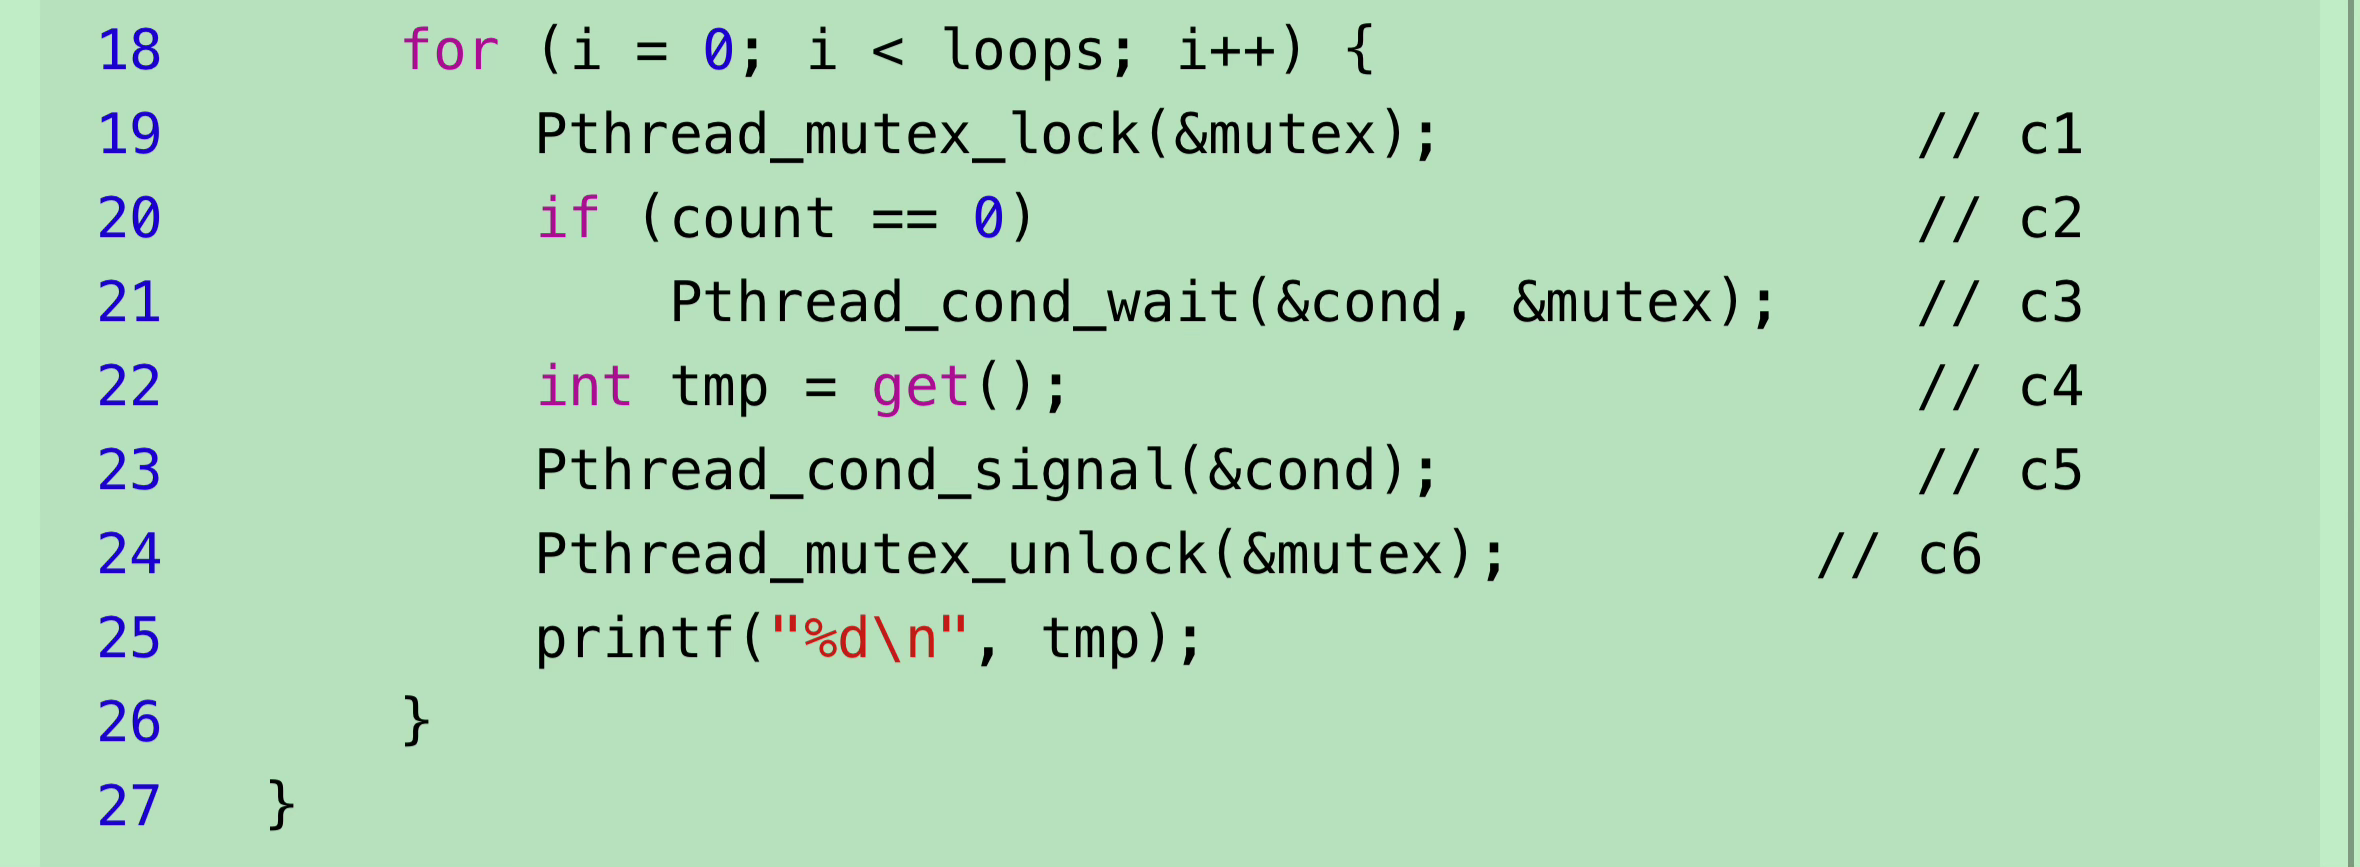 18 for (i = 0; i < loops; i++) {
19 Pthread_mutex_lock(&mutex); // c1
20 if (count == 0) // c2
21 Pthread_cond_wait(&cond, &mutex); // c3
22 int tmp = get(); // c4
23 Pthread_cond_signal(&cond); // c5
24 Pthread_mutex_unlock(&mutex); // c6
25 printf("%d\n", tmp);
26 }
27 }